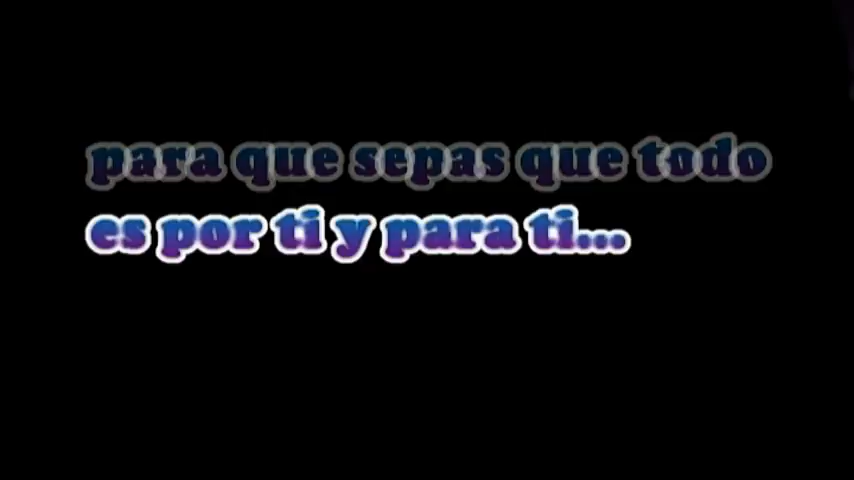 para que sepas que todo
es por ti y para ti...